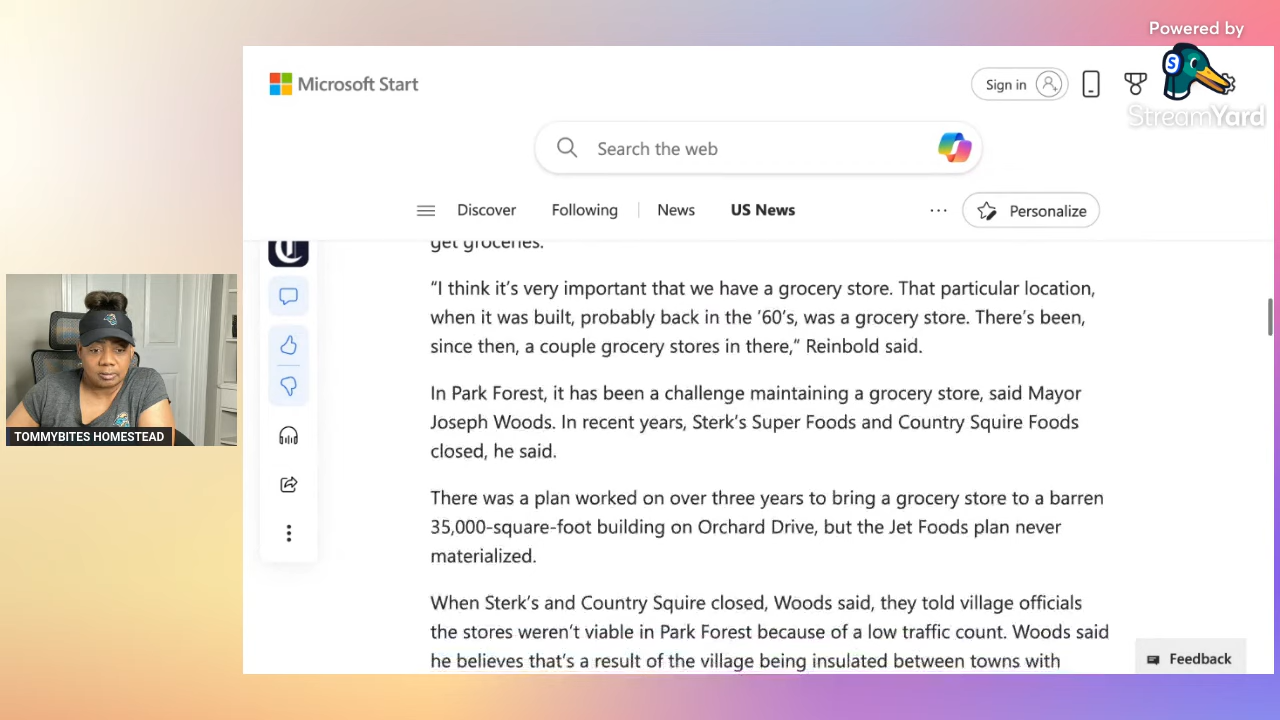 Powered by
StreamYard
Microsoft Start
Sign in
Search the web
Discover
Following
News
US News
Personalize
get groceries.
“I think it’s very important that we have a grocery store. That particular location,
when it was built, probably back in the ’60’s, was a grocery store. There’s been,
since then, a couple grocery stores in there,“ Reinbold said.
In Park Forest, it has been a challenge maintaining a grocery store, said Mayor
Joseph Woods. In recent years, Sterk’s Super Foods and Country Squire Foods
closed, he said.
There was a plan worked on over three years to bring a grocery store to a barren
35,000-square-foot building on Orchard Drive, but the Jet Foods plan never
materialized.
When Sterk’s and Country Squire closed, Woods said, they told village officials
the stores weren’t viable in Park Forest because of a low traffic count. Woods said
he believes that’s a result of the village being insulated between towns with
Feedback
TOMMYBITES HOMESTEAD